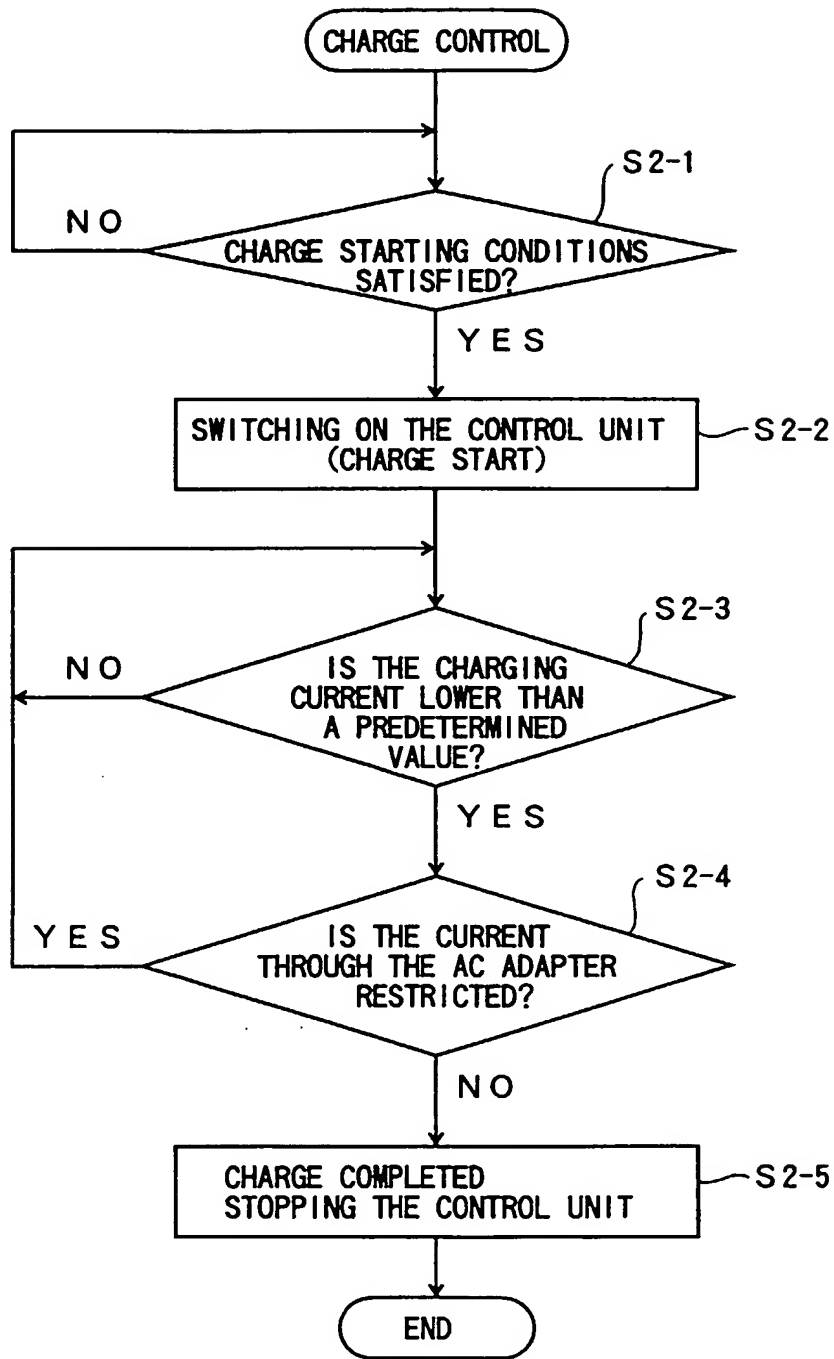 CHARGE CONTROL
S2-1
NO
CHARGE STARTING CONDITIONS
SATISFIED?
YES
SWITCHING ON THE CONTROL UNIT
(CHARGE START)
S2-2
S2-3
NO
IS THE CHARGING
CURRENT LOWER THAN
A PREDETERMINED
VALUE?
YES
S2-4
YES
IS THE CURRENT
THROUGH THE AC ADAPTER
RESTRICTED?
NO
CHARGE COMPLETED
STOPPING THE CONTROL UNIT
S2-5
END